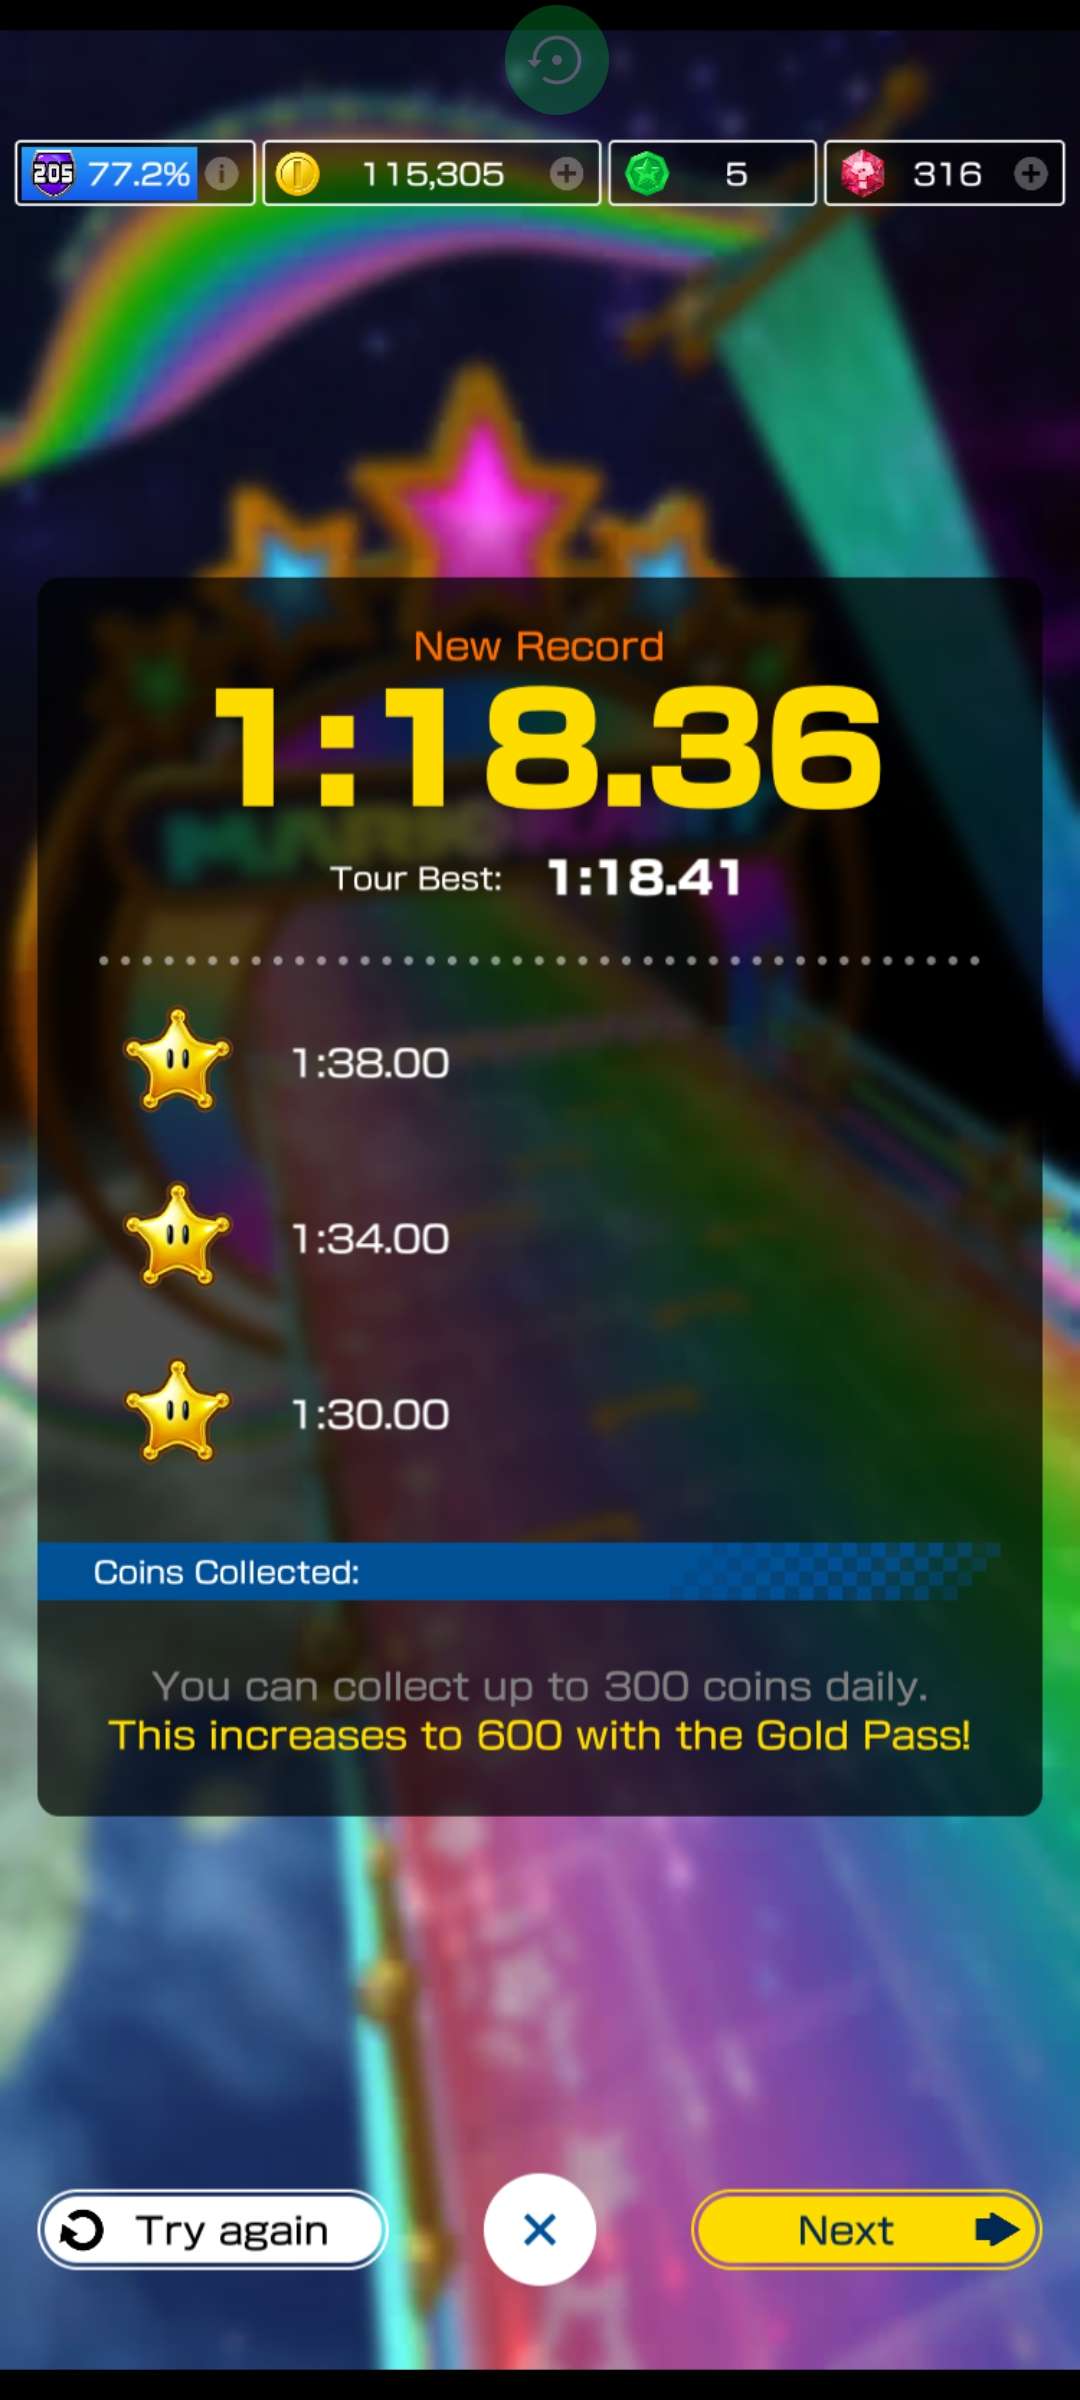 205 77.2% 115,305 5 316
New Record
1:18.36
Tour Best: 1:18.41
1:38.00
1:34.00
1:30.00
Coins Collected:
You can collect up to 300 coins daily.
This increases to 600 with the Gold Pass!
Try again Next